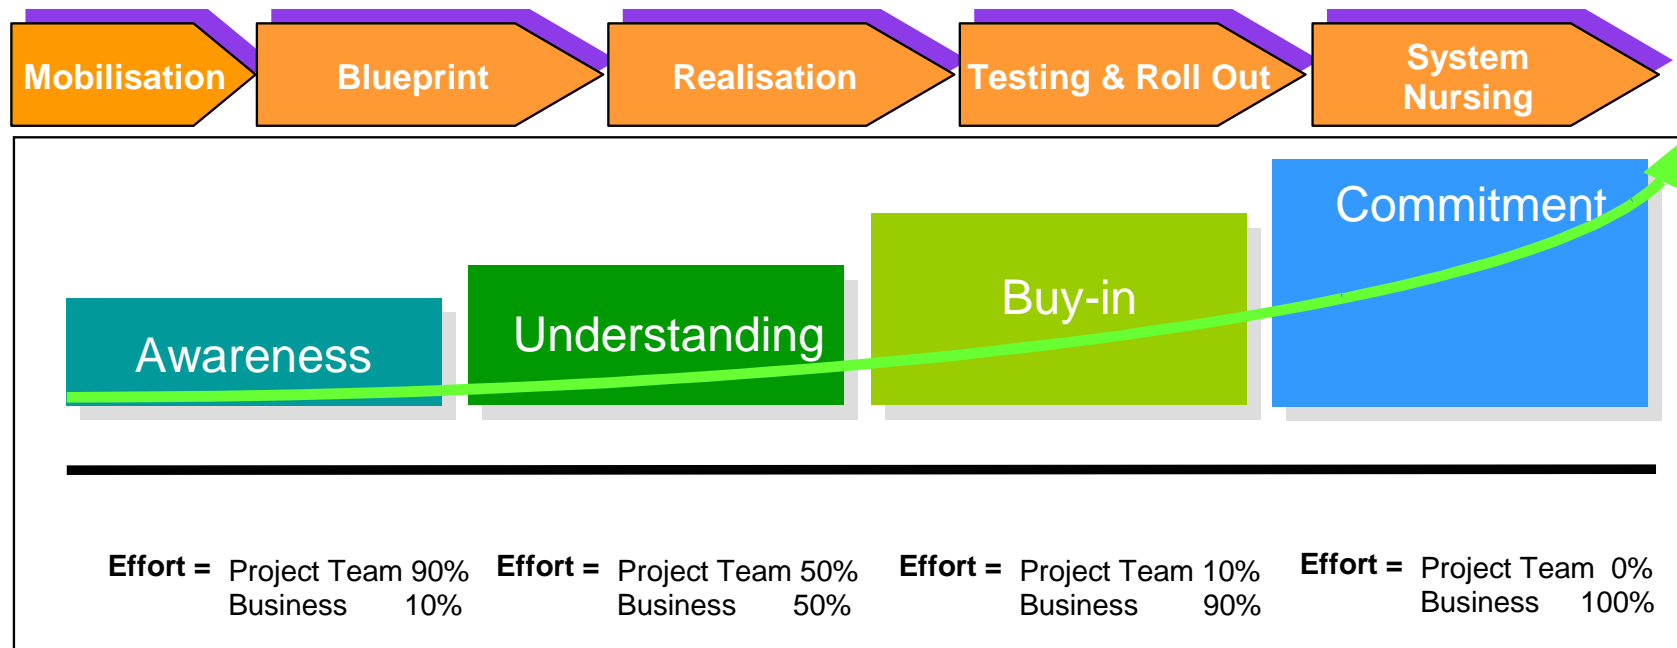 Mobilisation
Blueprint
Realisation
Testing & Roll Out
System
Nursing
Awareness
Understanding
Buy-in
Commitment
Effort = Project Team 90%
Business 10%
Effort = Project Team 50%
Business 50%
Effort = Project Team 10%
Business 90%
Effort = Project Team 0%
Business 100%